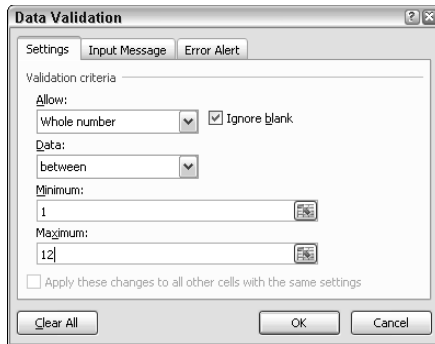 Data Validation
Settings Input Message Error Alert
Validation criteria
Allow:
Whole number Ignore blank
Data:
between
Minimum:
1
Maximum:
12
Apply these changes to all other cells with the same settings
Clear All OK Cancel